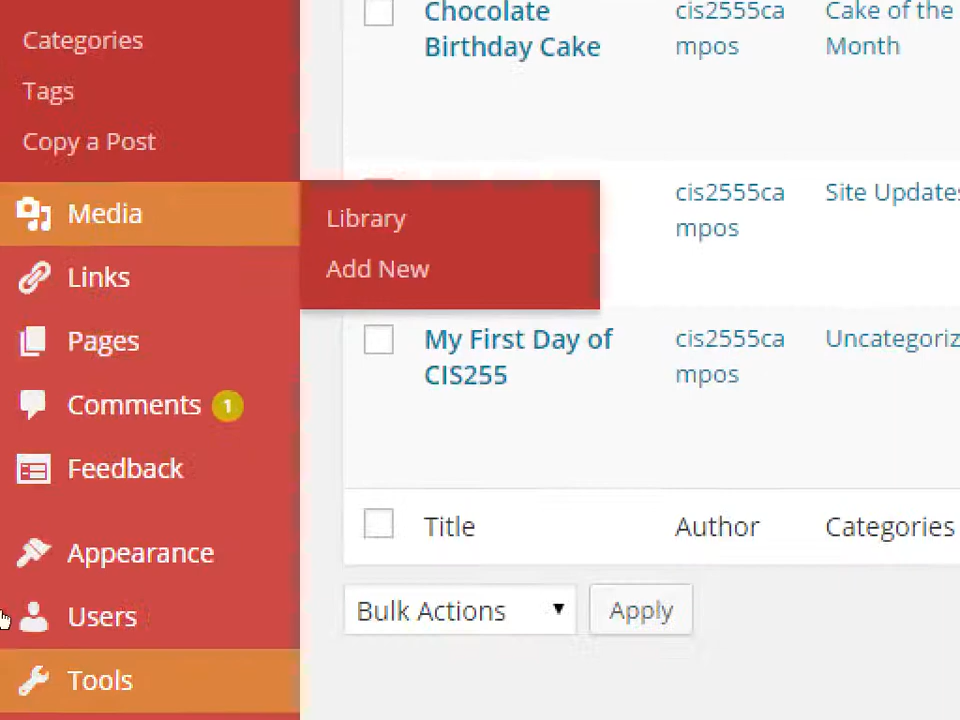 Categories
Tags
Copy a Post
Media
Links
Pages
Comments 1
Feedback
Appearance
Users
Tools
Library
Add New
Chocolate
Birthday Cake
cis2555ca
mpos
Cake of the
Month
cis2555ca
mpos
Site Updates
My First Day of
CIS255
cis2555ca
mpos
Uncategoriz
Title Author Categories
Bulk Actions Apply